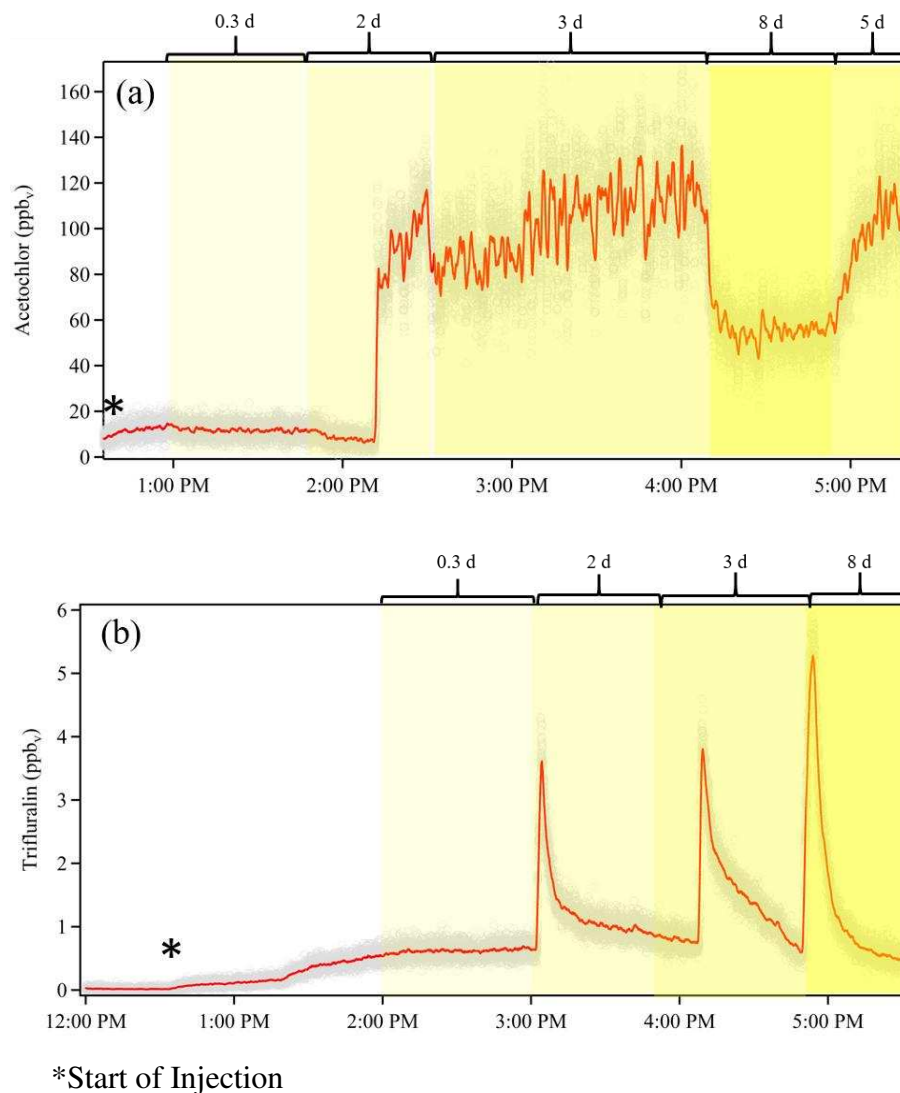 0.3 d 2 d 3 d 8 d 5 d
(a)
160
140
120
100
80
60
40
20
0
Acetochlor (ppbv)
*
1:00 PM 2:00 PM 3:00 PM 4:00 PM 5:00 PM
0.3 d 2 d 3 d 8 d
(b)
6
5
4
3
2
1
0
Trifluralin (ppbv)
*
12:00 PM 1:00 PM 2:00 PM 3:00 PM 4:00 PM 5:00 PM
*Start of Injection